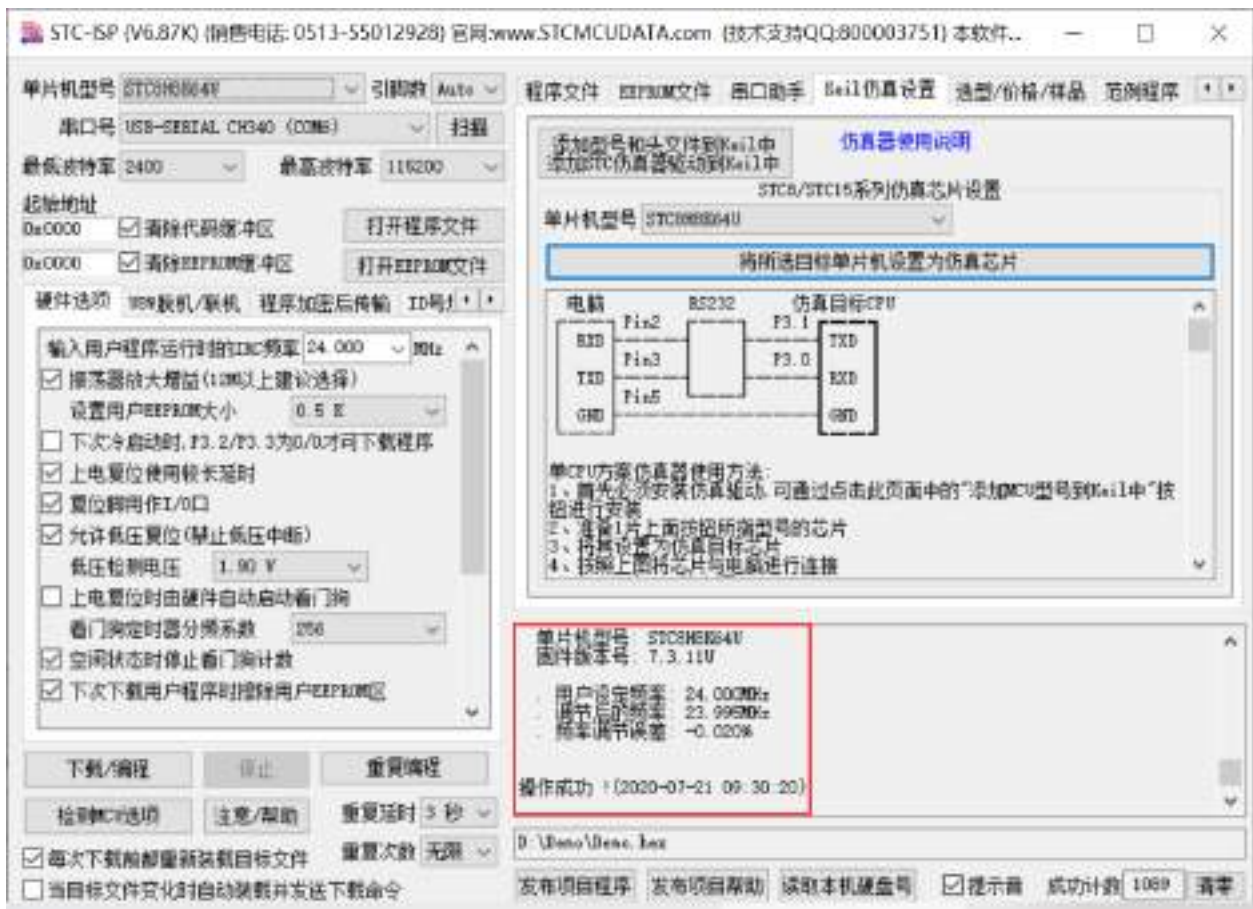 STC-ISP (V6.87K) (销售电话: 0513-55012928) 官网:www.STCMCUDATA.com (技术支持QQ:800003751) 本软件..
单片机型号 STC8H8K64U 引脚数 Auto
串口号 USB-SERIAL CH340 (COM6) 扫描
最低波特率 2400 最高波特率 115200
起始地址
0x0000 清除代码缓冲区 打开程序文件
0x0000 清除EEPROM缓冲区 打开EEPROM文件
硬件选项 USB脱机/联机 程序加密后传输 ID号
输入用户程序运行时的IRC频率 24.000 MHz
振荡器放大增益(12M以上建议选择)
设置用户EEPROM大小 0.5 K
下次冷启动时,P3.2/P3.3为0/0才可下载程序
上电复位使用较长延时
复位脚用作I/O口
允许低压复位(禁止低压中断)
低压检测电压 1.90 V
上电复位时由硬件自动启动看门狗
看门狗定时器分频系数 256
空闲状态时停止看门狗计数
下次下载用户程序时擦除用户EEPROM区
下载/编程 停止 重复编程
检测MCU选项 注意/帮助 重复延时 3 秒
重复次数 无限
每次下载前都重新装载目标文件
当目标文件变化时自动装载并发送下载命令
程序文件 EEPROM文件 串口助手 Keil仿真设置 选型/价格/样品 范例程序
添加型号和头文件到Keil中
添加STC仿真器驱动到Keil中
仿真器使用说明
STC8/STC15系列仿真芯片设置
单片机型号 STC8H8K64U
将所选目标单片机设置为仿真芯片
电脑 RS232 仿真目标CPU
RXD Pin2 P3.1 TXD
TXD Pin3 P3.0 RXD
GND Pin5 GND
单CPU方案仿真器使用方法:
1、首先必须安装仿真驱动,可通过点击此页面中的"添加MCU型号到Keil中"按
钮进行安装
2、准备1片上面按钮所指型号的芯片
3、将其设置为仿真目标芯片
4、按照上图将芯片与电脑进行连接
单片机型号: STC8H8K64U
固件版本号: 7.3.11U
. 用户设定频率: 24.000MHz
. 调节后的频率: 23.995MHz
. 频率调节误差: -0.020%
操作成功 !(2020-07-21 09:30:20)
D:\Demo\Demo.hex
发布项目程序 发布项目帮助 读取本机硬盘号 提示音 成功计数 1089 清零